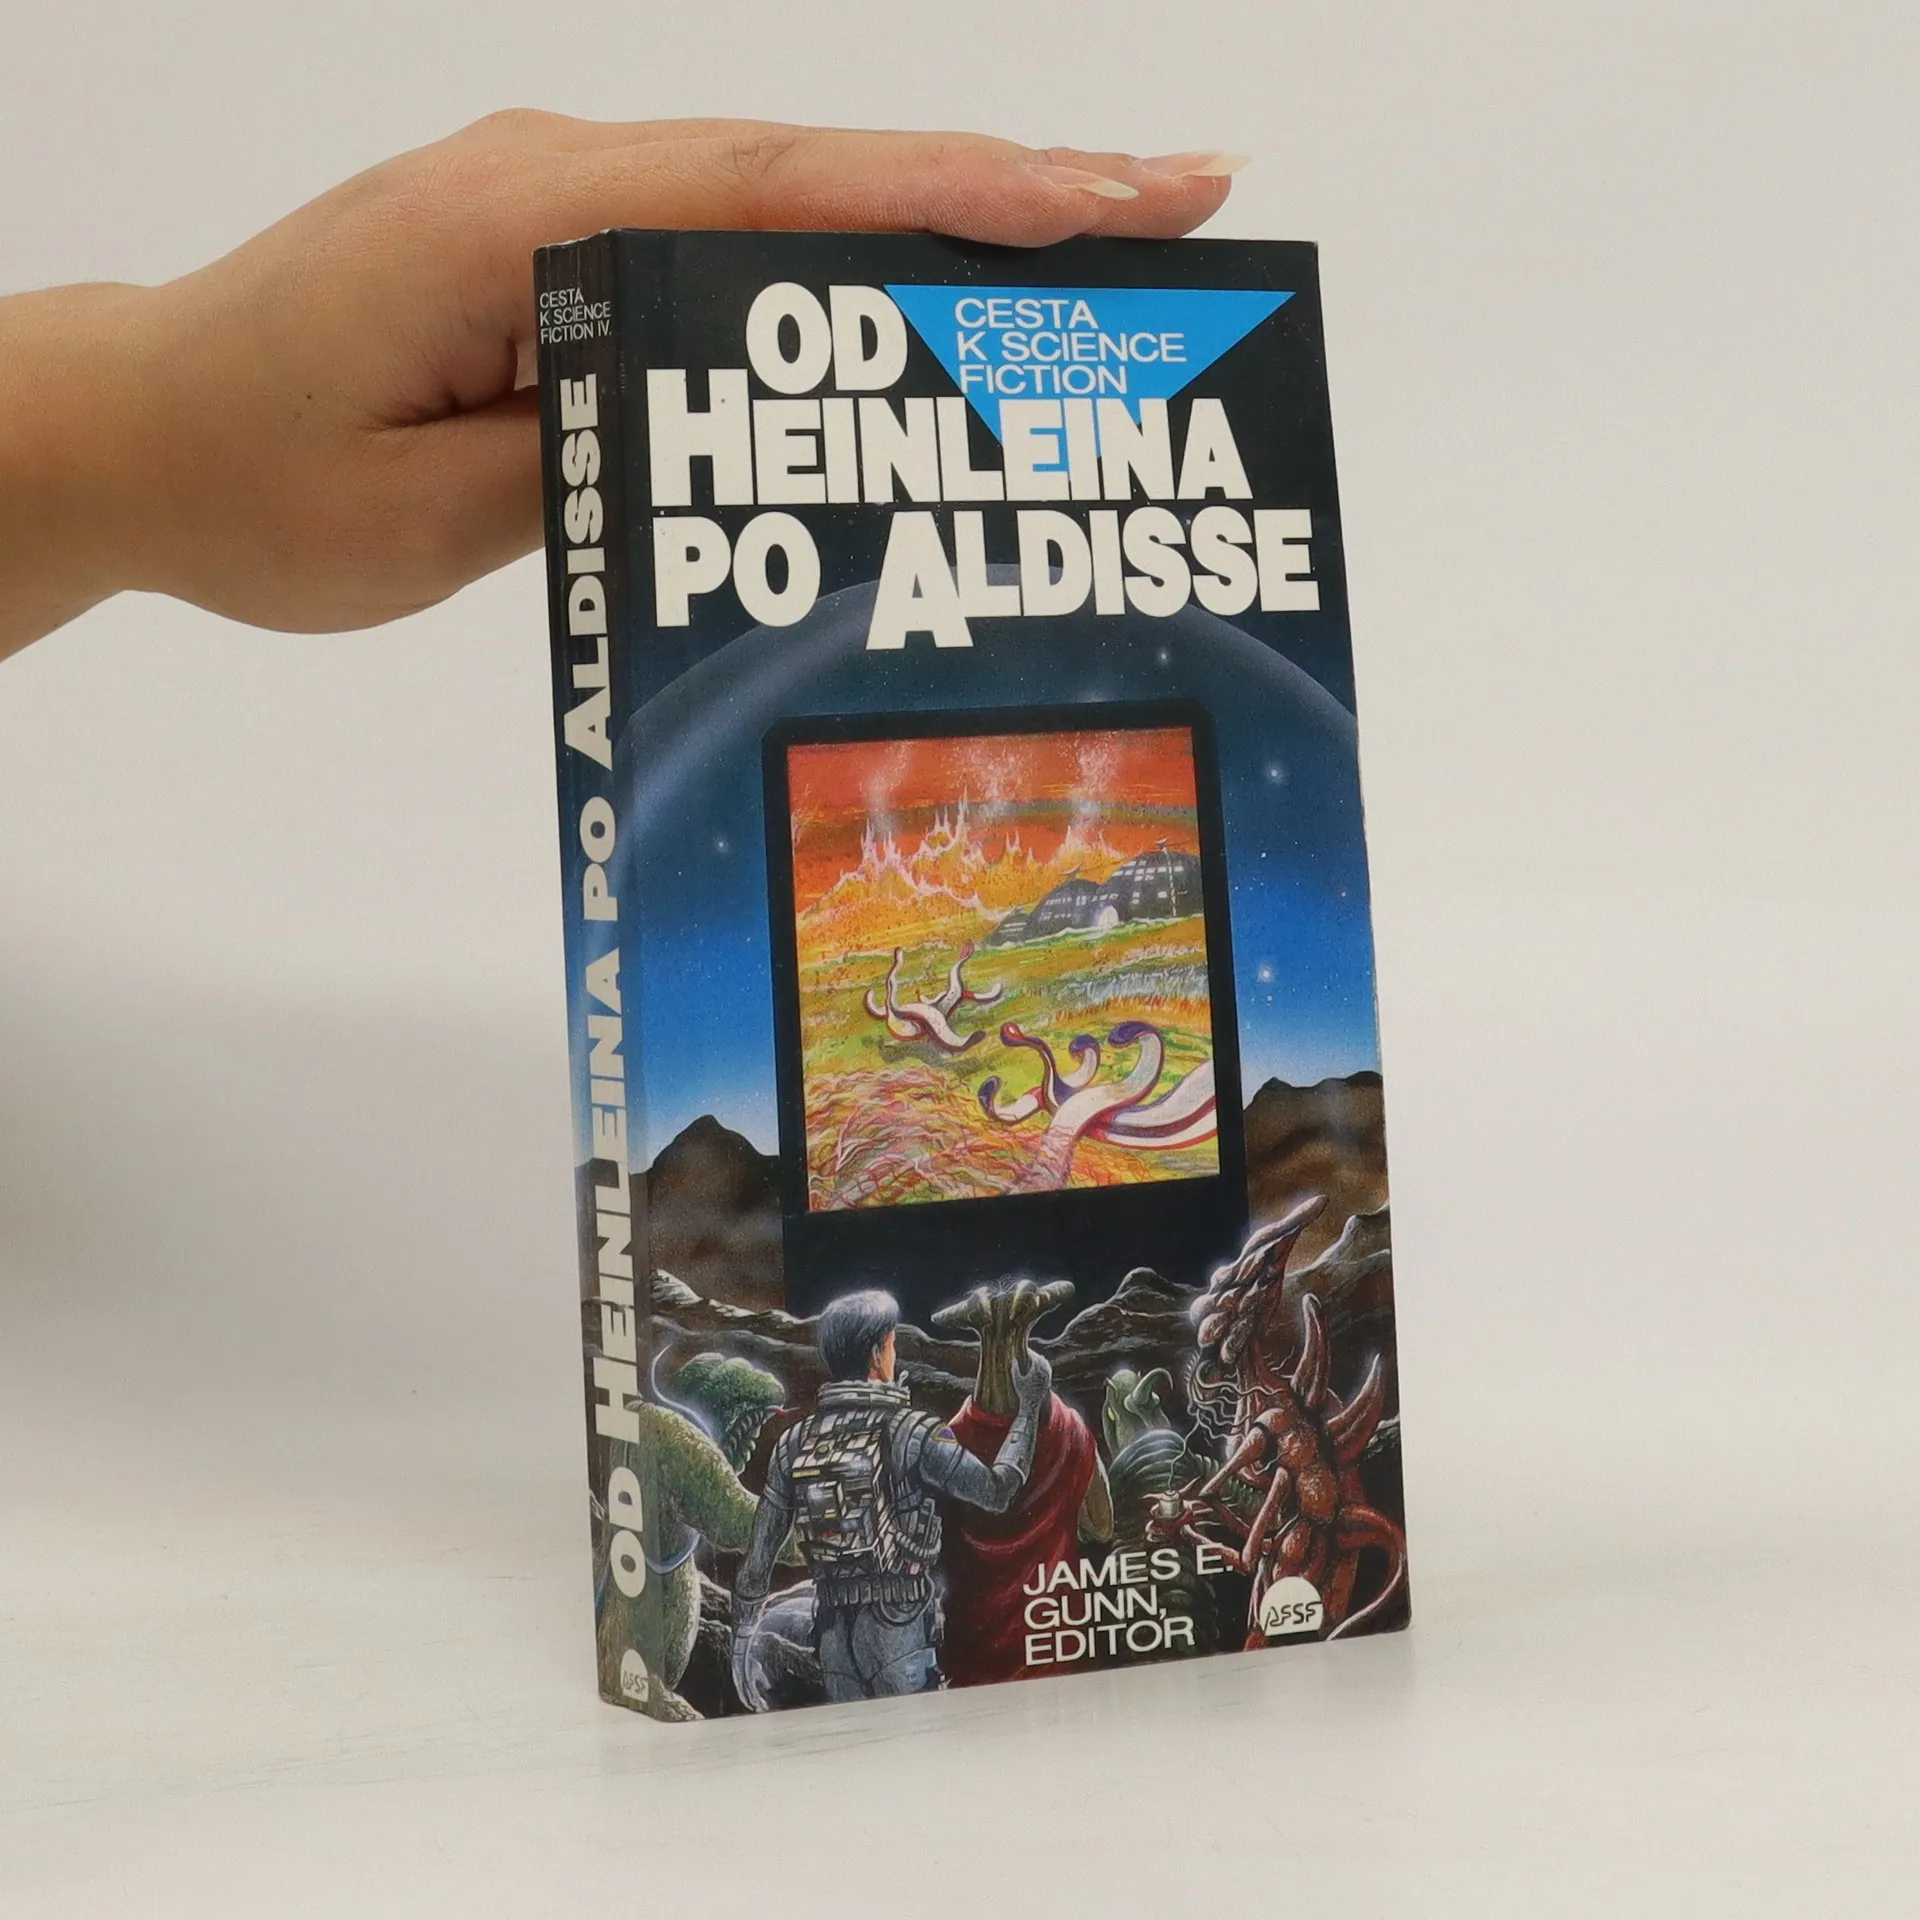 CESTA
K SCIENCE
FICTION IV.
OD HEINLEINA PO ALDISSE
AFSF
OD
HEINLEINA
PO ALDISSE
CESTA
K SCIENCE
FICTION
JAMES E.
GUNN,
EDITOR
AFSF